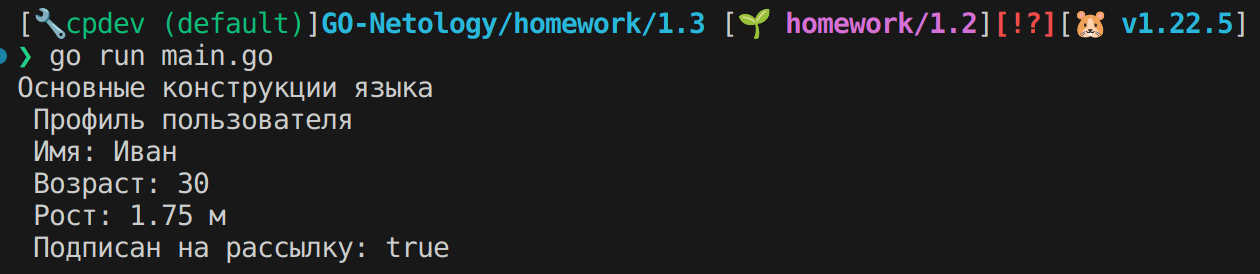 [🔧cpdev (default)]GO-Netology/homework/1.3 [🌱 homework/1.2][!?][🐹 v1.22.5]
❯ go run main.go
Основные конструкции языка
Профиль пользователя
Имя: Иван
Возраст: 30
Рост: 1.75 м
Подписан на рассылку: true